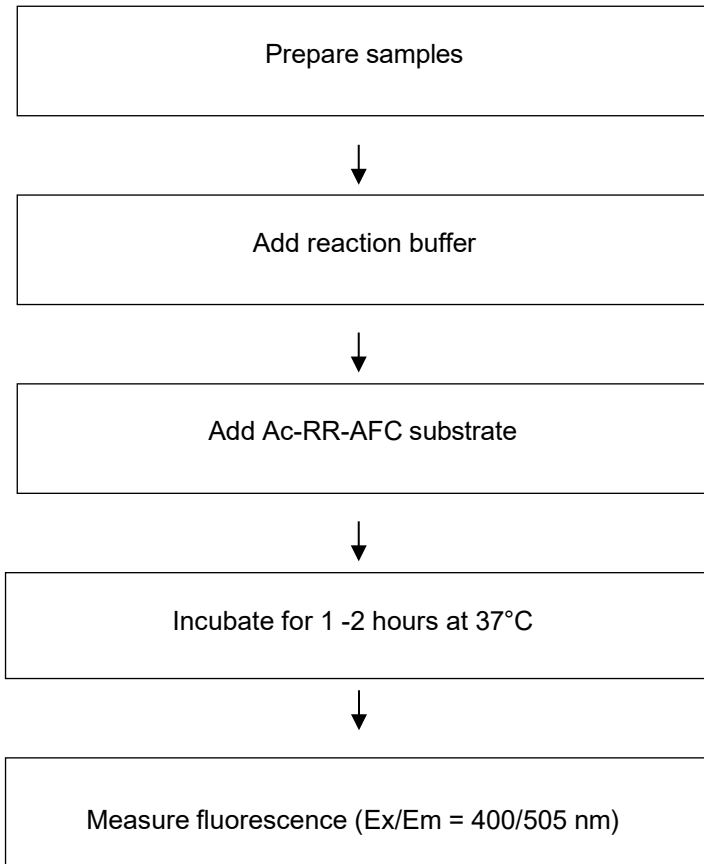 Prepare samples
Add reaction buffer
Add Ac-RR-AFC substrate
Incubate for 1 -2 hours at 37°C
Measure fluorescence (Ex/Em = 400/505 nm)